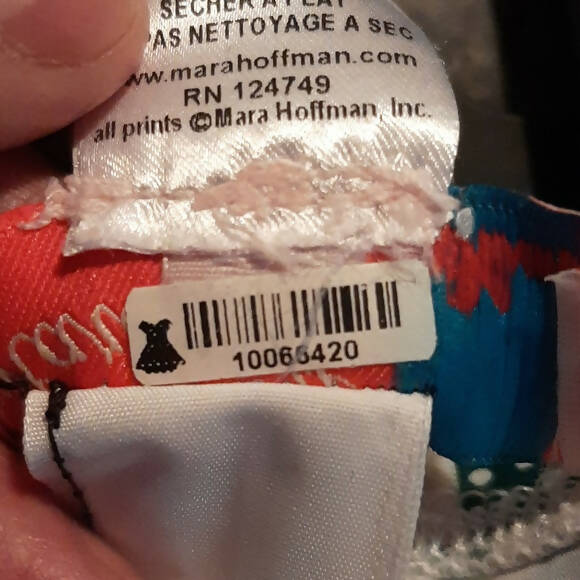 SECHER A PLAT
PAS NETTOYAGE A SEC
www.marahoffman.com
RN 124749
all prints ©Mara Hoffman, Inc.
10066420